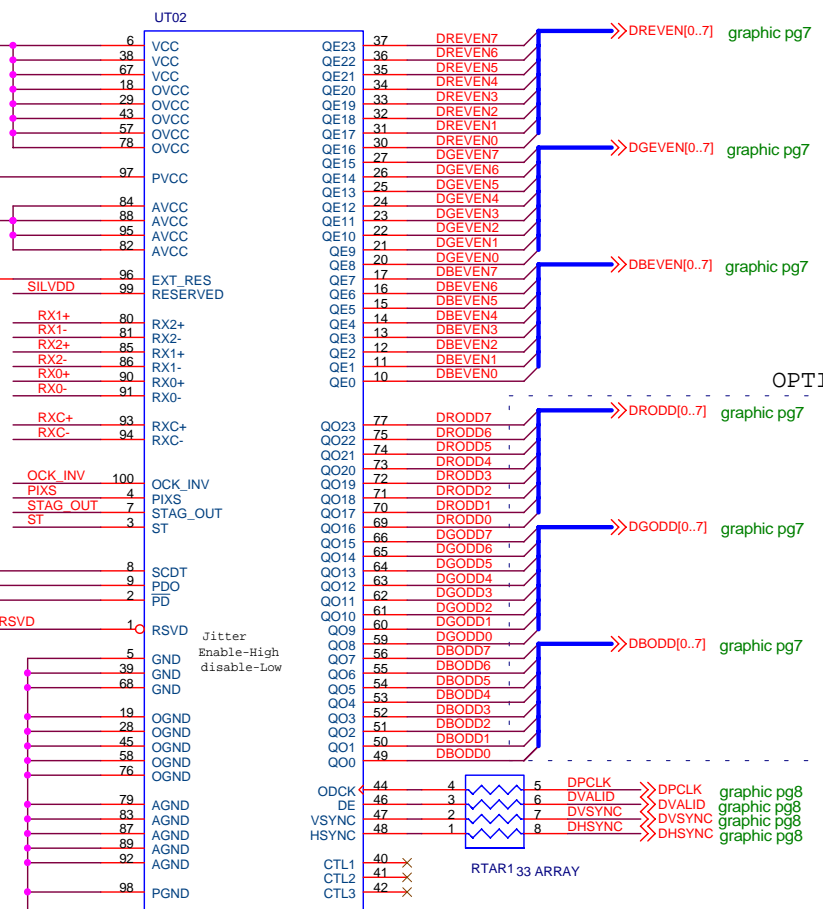 UT02
6 VCC QE23 37 DREVEN7 DREVEN[0..7] graphic pg7
38 VCC QE22 36 DREVEN6
67 VCC QE21 35 DREVEN5
18 OVCC QE20 34 DREVEN4
29 OVCC QE19 33 DREVEN3
43 OVCC QE18 32 DREVEN2
57 OVCC QE17 31 DREVEN1
78 OVCC QE16 30 DREVEN0
QE15 27 DGEVEN7 DGEVEN[0..7] graphic pg7
97 PVCC QE14 26 DGEVEN6
QE13 25 DGEVEN5
84 AVCC QE12 24 DGEVEN4
88 AVCC QE11 23 DGEVEN3
95 AVCC QE10 22 DGEVEN2
82 AVCC QE9 21 DGEVEN1
QE8 20 DGEVEN0
96 EXT_RES QE7 17 DBEVEN7 DBEVEN[0..7] graphic pg7
SILVDD 99 RESERVED QE6 16 DBEVEN6
QE5 15 DBEVEN5
RX1+ 80 RX2+ QE4 14 DBEVEN4
RX1- 81 RX2- QE3 13 DBEVEN3
RX2+ 85 RX1+ QE2 12 DBEVEN2
RX2- 86 RX1- QE1 11 DBEVEN1
RX0+ 90 RX0+ QE0 10 DBEVEN0
RX0- 91 RX0-
OPTI
RXC+ 93 RXC+ QO23 77 DRODD7 DRODD[0..7] graphic pg7
RXC- 94 RXC- QO22 75 DRODD6
QO21 74 DRODD5
QO20 73 DRODD4
OCK_INV 100 OCK_INV QO19 72 DRODD3
PIXS 4 PIXS QO18 71 DRODD2
STAG_OUT 7 STAG_OUT QO17 70 DRODD1
ST 3 ST QO16 69 DRODD0
QO15 66 DGODD7 DGODD[0..7] graphic pg7
QO14 65 DGODD6
8 SCDT QO13 64 DGODD5
9 PDO QO12 63 DGODD4
2 PD QO11 62 DGODD3
QO10 61 DGODD2
RSVD 1 RSVD QO9 60 DGODD1
Jitter
Enable-High
disable-Low
QO8 59 DGODD0
5 GND QO7 56 DBODD7 DBODD[0..7] graphic pg7
39 GND QO6 55 DBODD6
68 GND QO5 54 DBODD5
QO4 53 DBODD4
19 OGND QO3 52 DBODD3
28 OGND QO2 51 DBODD2
45 OGND QO1 50 DBODD1
58 OGND QO0 49 DBODD0
76 OGND
ODCK 44 4 5 DPCLK DPCLK graphic pg8
79 AGND DE 46 3 6 DVALID DVALID graphic pg8
83 AGND VSYNC 47 2 7 DVSYNC DVSYNC graphic pg8
87 AGND HSYNC 48 1 8 DHSYNC DHSYNC graphic pg8
89 AGND
92 AGND CTL1 40
RTAR1 33 ARRAY
CTL2 41
98 PGND CTL3 42